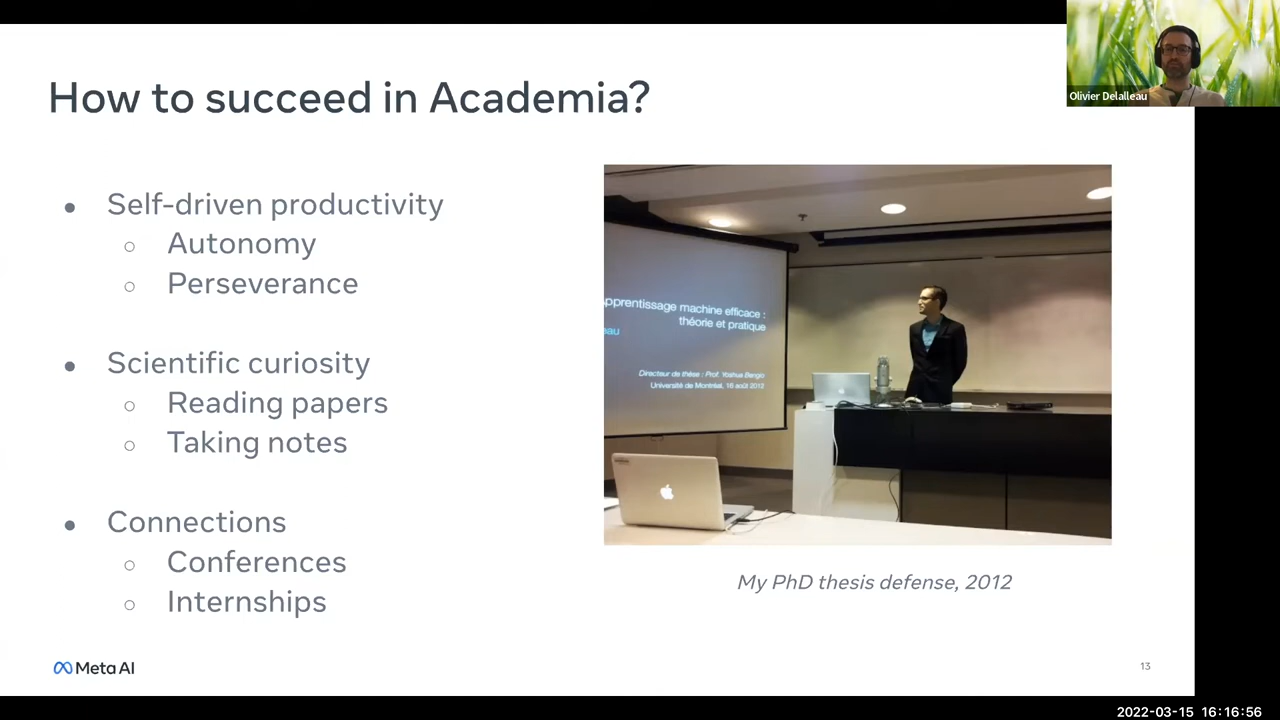 Olivier Delalleau
How to succeed in Academia?
● Self-driven productivity
○ Autonomy
○ Perseverance
● Scientific curiosity
○ Reading papers
○ Taking notes
● Connections
○ Conferences
○ Internships
pprentissage machine efficace :
théorie et pratique
eau
Directeur de thèse : Prof. Yoshua Bengio
Université de Montréal, 16 août 2012
My PhD thesis defense, 2012
Meta AI
13
2022-03-15 16:16:56